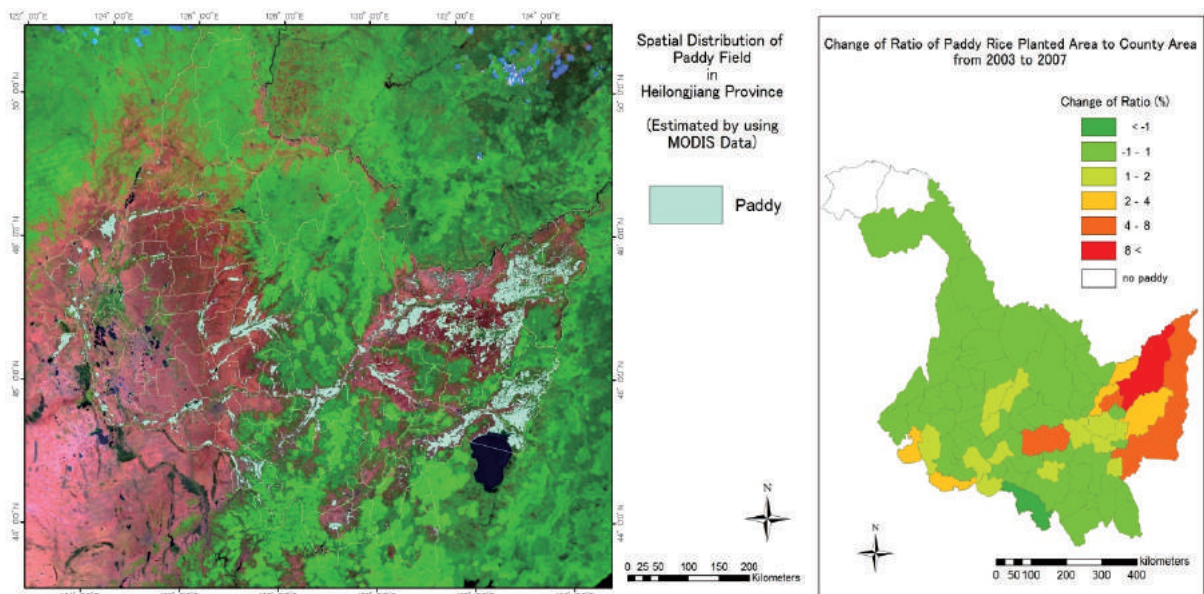 Spatial Distribution of
Paddy Field
in
Heilongjiang Province
(Estimated by using
MODIS Data)
Paddy
N
0 25 50 100 150 200
Kilometers
Change of Ratio of Paddy Rice Planted Area to County Area
from 2003 to 2007
Change of Ratio (%)
< -1
-1 - 1
1 - 2
2 - 4
4 - 8
8 <
no paddy
N
0 50 100 200 300 400
kilometers